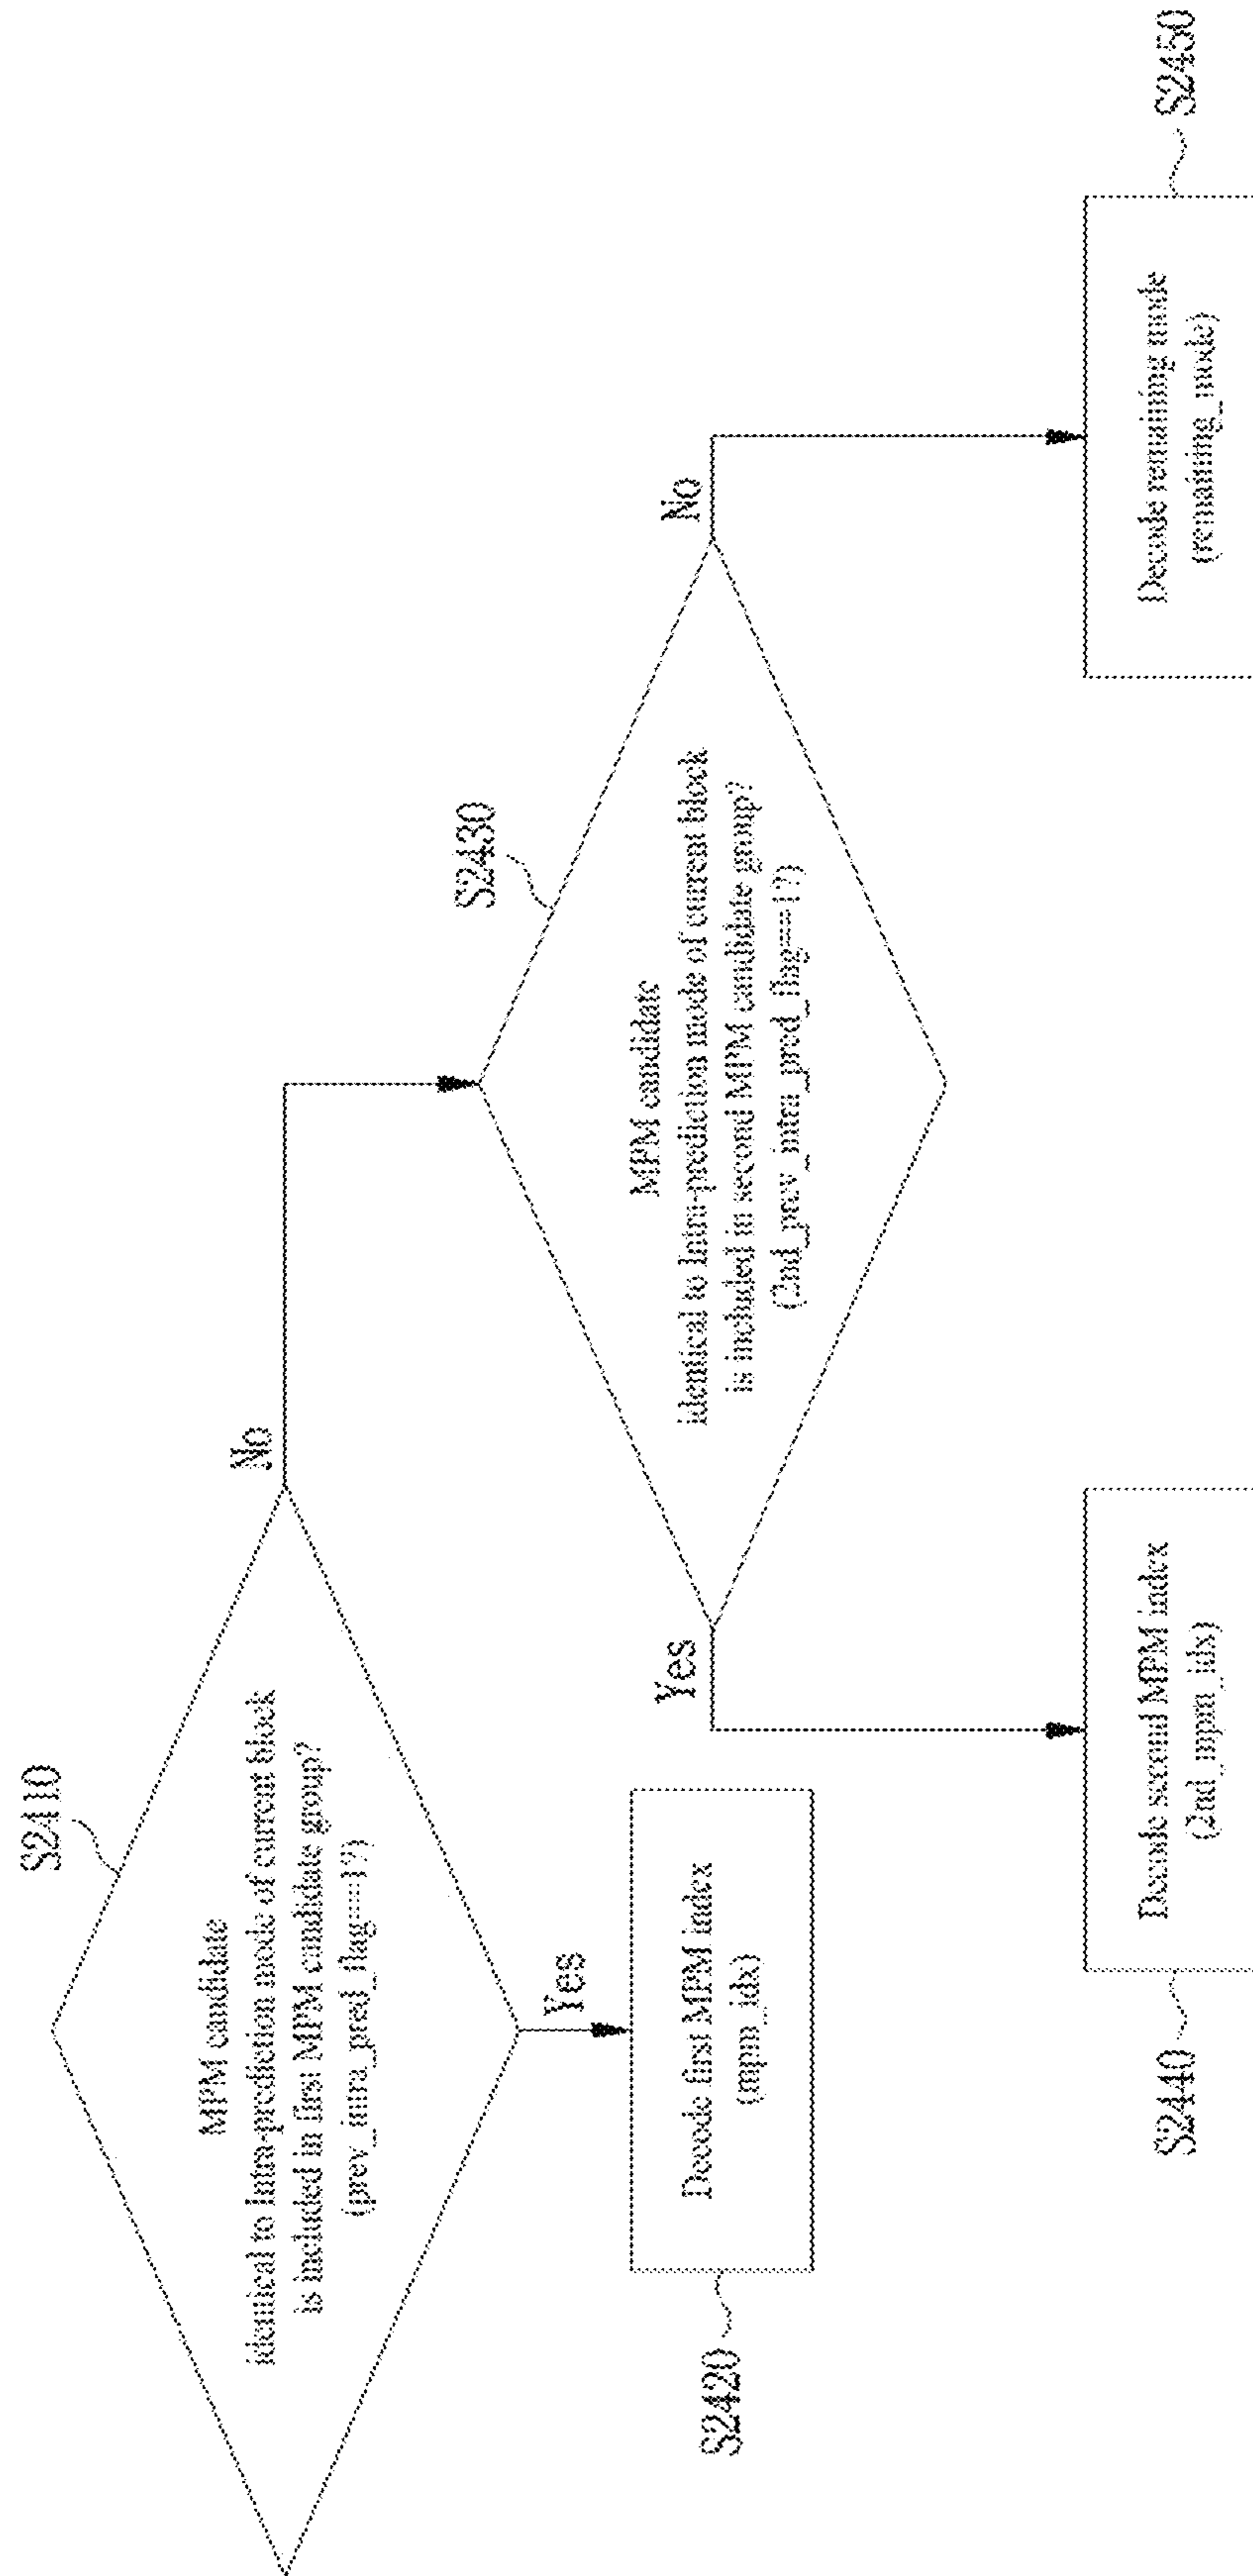 S2410
MPM candidate
identical to Intra-prediction mode of current block
is included in first MPM candidate group?
(prev_intra_pred_flag==1?)
No
Yes
S2420
Decode first MPM index
(mpm_idx)
S2430
MPM candidate
identical to Intra-prediction mode of current block
is included in second MPM candidate group?
(2nd_prev_intra_pred_flag==1?)
Yes
No
S2440
Decode second MPM index
(2nd_mpm_idx)
S2450
Decode remaining mode
(remaining_mode)